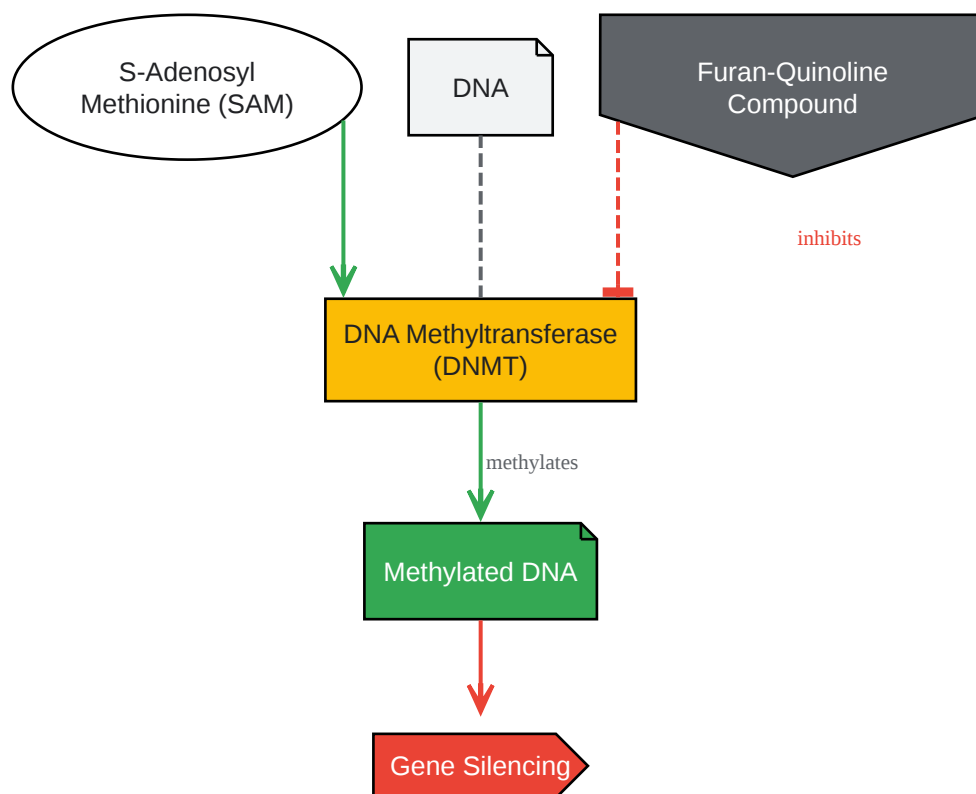 S-Adenosyl
Methionine (SAM)
DNA
Furan-Quinoline
Compound
inhibits
DNA Methyltransferase
(DNMT)
methylates
Methylated DNA
Gene Silencing